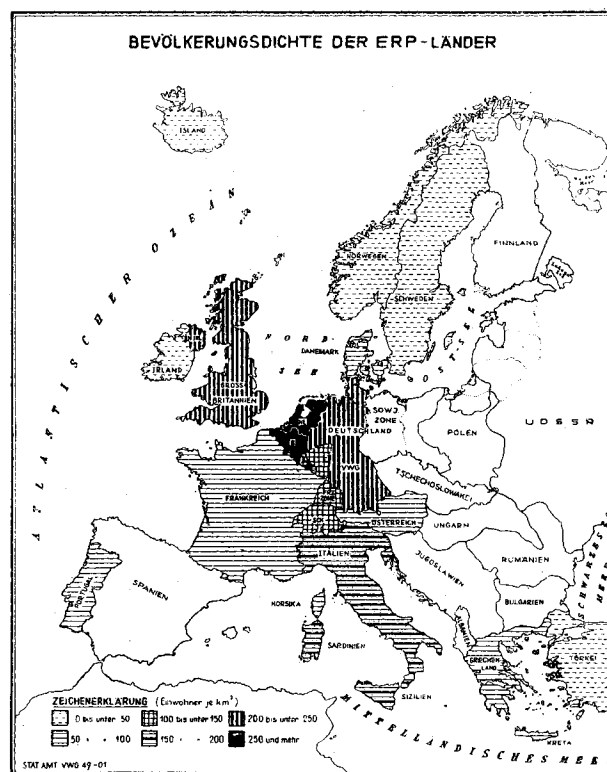 BEVÖLKERUNGSDICHTE DER ERP-LÄNDER
ISLAND
ATLANTISCHER OZEAN
NORWEGEN
SCHWEDEN
FINNLAND
NORD
SEE
DÄNEMARK
OSTSEE
IRLAND
GROSS-
BRITANNIEN
SOWJ.
ZONE
DEUTSCHLAND
VWG
POLEN
UDSSR
TSCHECHOSLOWAKEI
FRANKREICH
ÖSTERREICH
UNGARN
ITALIEN
JUGOSLAWIEN
RUMÄNIEN
BULGARIEN
SCHWARZES
MEER
PORTUGAL
SPANIEN
KORSIKA
SARDINIEN
ALBANIEN
GRIECHEN-
LAND
TÜRKEI
SIZILIEN
MITTELLÄNDISCHES MEER
KRETA
ZEICHENERKLÄRUNG (Einwohner je km²)
0 bis unter 50 100 bis unter 150 200 bis unter 250
50 " " 100 150 " " 200 250 und mehr
STAT AMT VWG 49-01